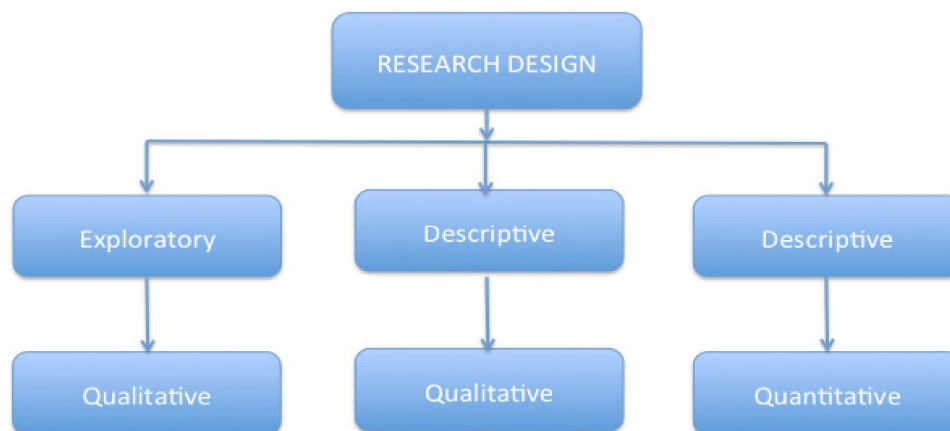 RESEARCH DESIGN
Exploratory
Descriptive
Descriptive
Qualitative
Qualitative
Quantitative